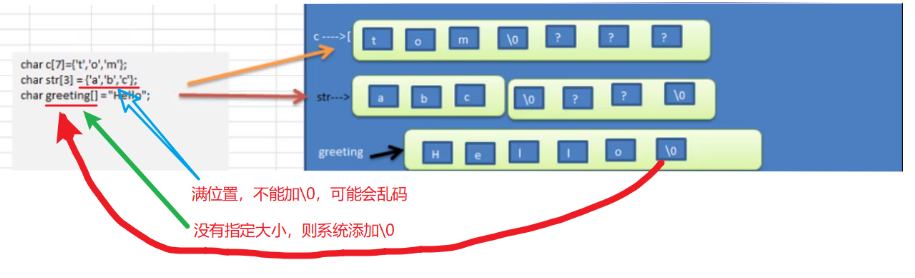 char c[7]={'t','o','m'};
char str[3] = {'a','b','c'};
char greeting[] = "Hello";
c ---->[ t o m \0 ? ? ?
str---> a b c \0 ? ? \0
greeting H e l l o \0
满位置，不能加\0，可能会乱码
没有指定大小，则系统添加\0